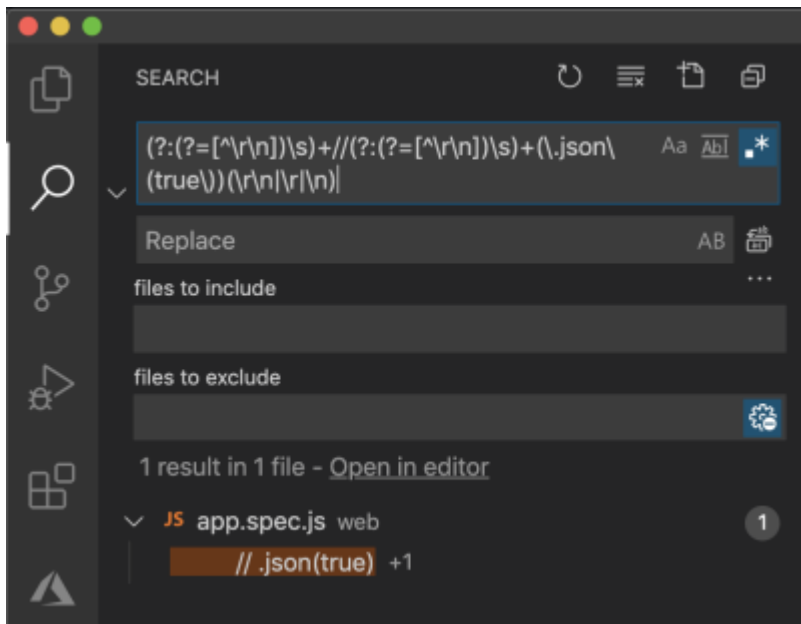 SEARCH
(?:(?=[^\r\n])\s)+//(?:(?=[^\r\n])\s)+(\.json\
(true\))(\r\n|\r|\n)
Aa Abl .*
Replace AB
files to include
files to exclude
1 result in 1 file - Open in editor
JS app.spec.js web 1
// .json(true) +1